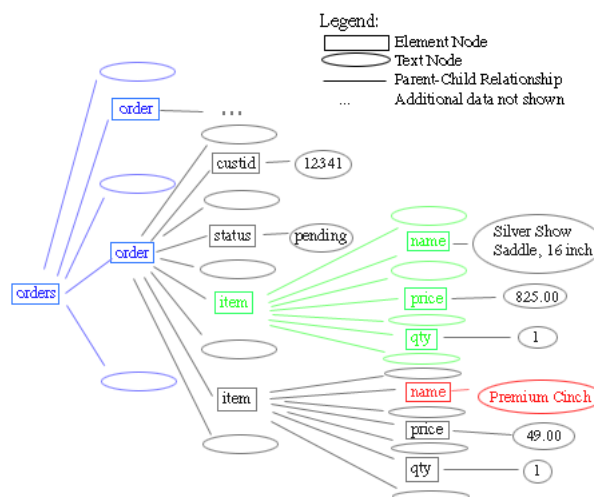 Legend:
Element Node
Text Node
Parent-Child Relationship
... Additional data not shown
order
...
custid
12341
status
pending
order
orders
item
name
Silver Show
Saddle, 16 inch
price
825.00
qty
1
item
name
Premium Cinch
price
49.00
qty
1